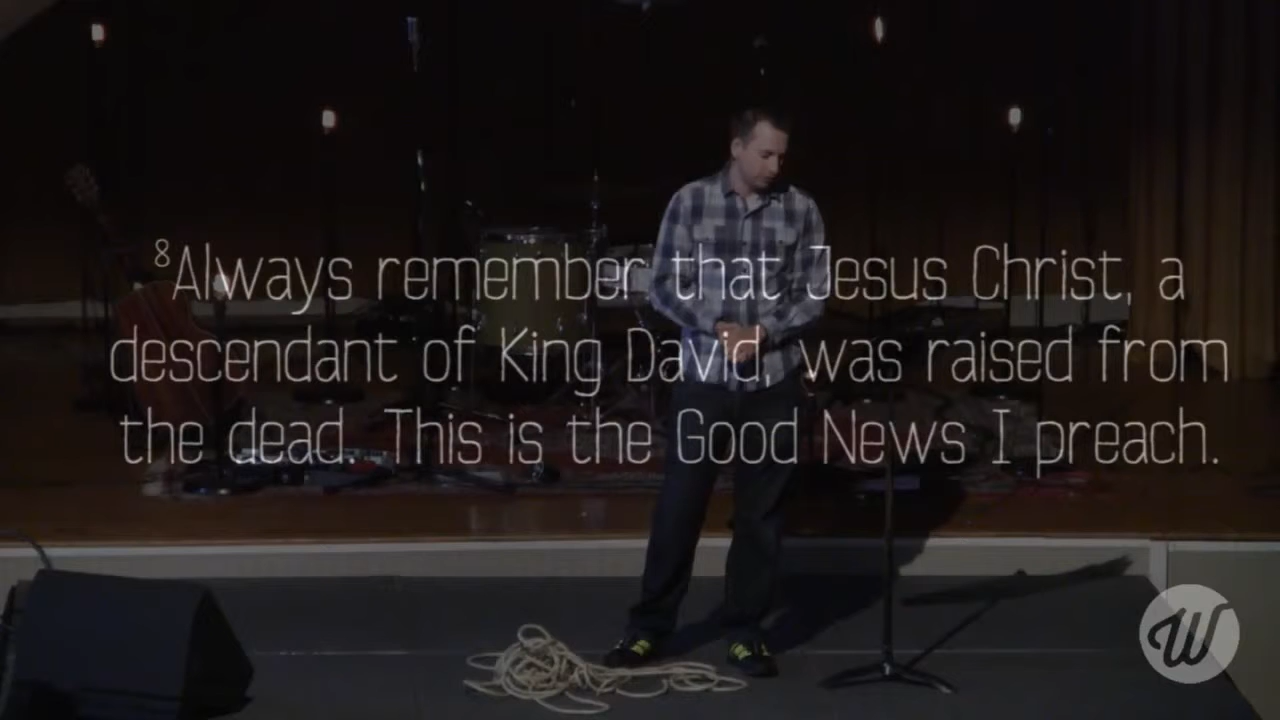 ⁸Always remember that Jesus Christ, a
descendant of King David, was raised from
the dead. This is the Good News I preach.
W